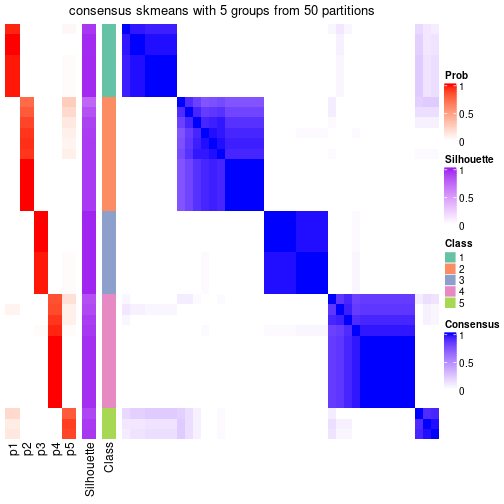 consensus skmeans with 5 groups from 50 partitions
p1
p2
p3
p4
p5
Silhouette
Class
Prob
1
0.5
0
Silhouette
1
0.5
0
Class
1
2
3
4
5
Consensus
1
0.5
0